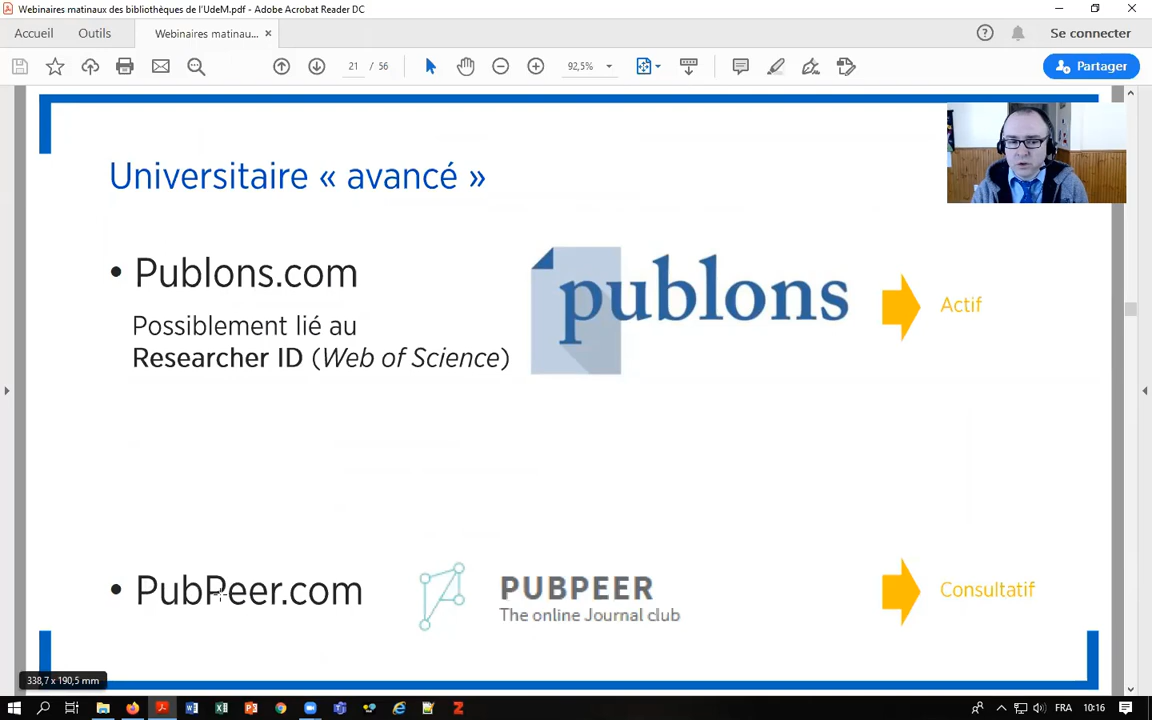 Webinaires matinaux des bibliothèques de l'UdeM.pdf - Adobe Acrobat Reader DC
Accueil
Outils
Webinaires matinau...
Se connecter
21 / 56
92,5%
Partager
Universitaire « avancé »
• Publons.com
Possiblement lié au
Researcher ID (Web of Science)
publons
Actif
• PubPeer.com
PUBPEER
The online Journal club
Consultatif
338,7 x 190,5 mm
FRA
10:16